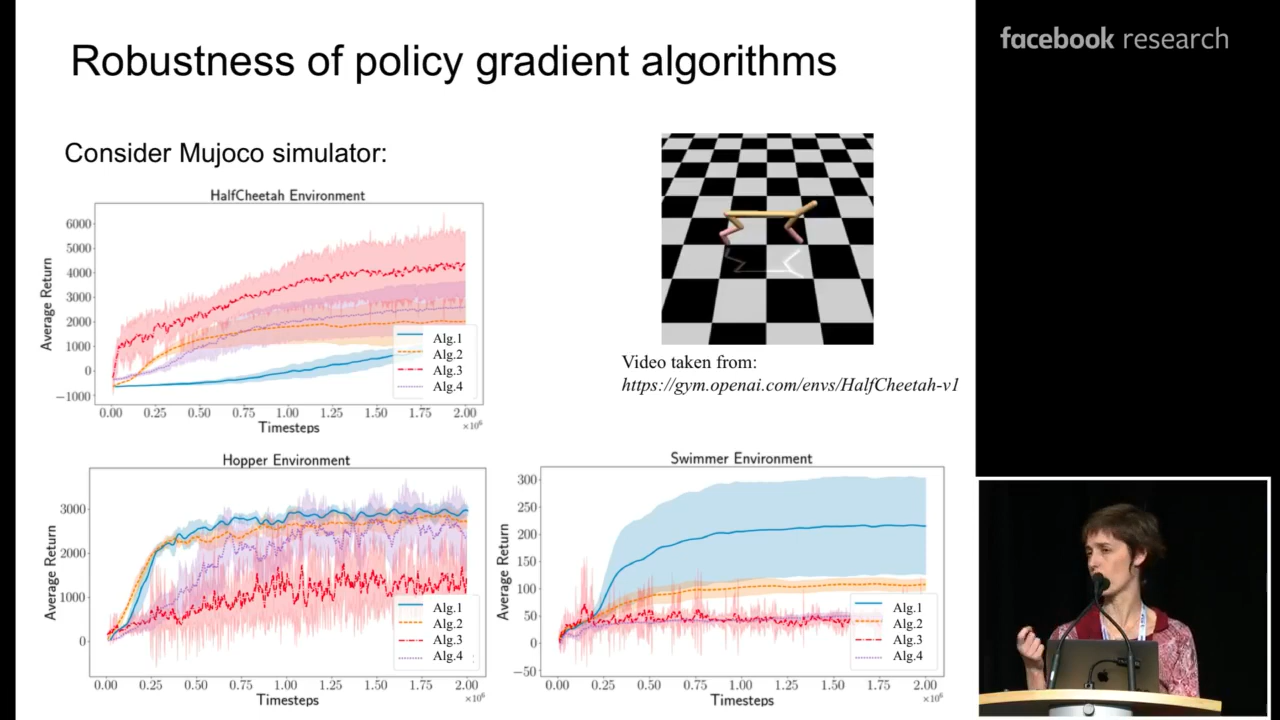 Robustness of policy gradient algorithms
facebook research
Consider Mujoco simulator:
HalfCheetah Environment
Average Return
6000
5000
4000
3000
2000
1000
0
−1000
Alg.1
Alg.2
Alg.3
Alg.4
0.00 0.25 0.50 0.75 1.00 1.25 1.50 1.75 2.00
×10⁶
Timesteps
Video taken from:
https://gym.openai.com/envs/HalfCheetah-v1
Hopper Environment
Average Return
3000
2000
1000
0
Alg.1
Alg.2
Alg.3
Alg.4
0.00 0.25 0.50 0.75 1.00 1.25 1.50 1.75 2.00
×10⁶
Timesteps
Swimmer Environment
Average Return
300
250
200
150
100
50
0
−50
Alg.1
Alg.2
Alg.3
Alg.4
0.00 0.25 0.50 0.75 1.00 1.25 1.50 1.75 2.00
×10⁶
Timesteps